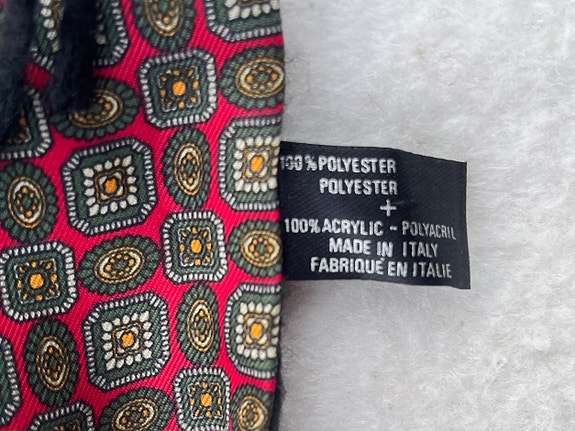 100% POLYESTER
POLYESTER
+
100% ACRYLIC - POLYACRIL
MADE IN ITALY
FABRIQUÉ EN ITALIE